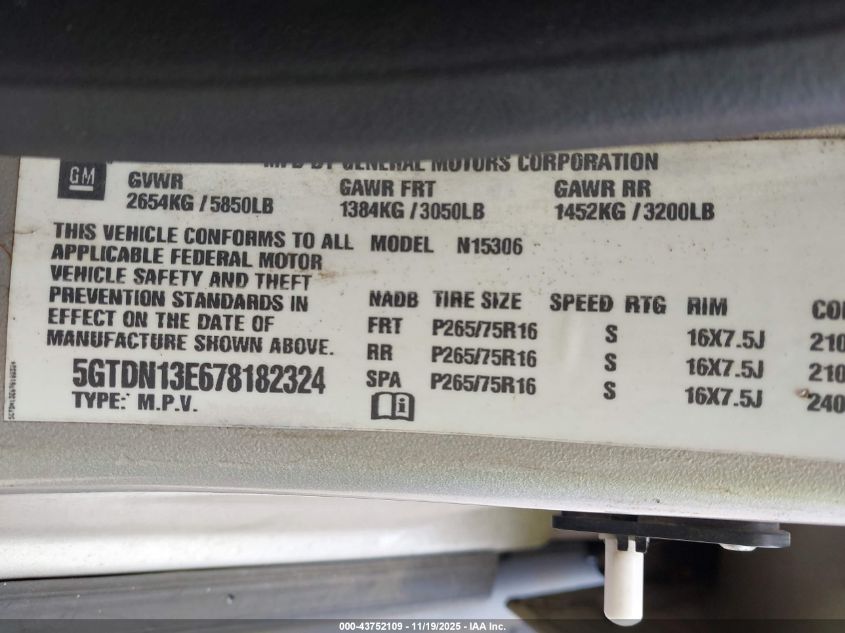 GM
MF'D BY GENERAL MOTORS CORPORATION
GVWR GAWR FRT GAWR RR
2654KG / 5850LB 1384KG / 3050LB 1452KG / 3200LB
THIS VEHICLE CONFORMS TO ALL
APPLICABLE FEDERAL MOTOR
VEHICLE SAFETY AND THEFT
PREVENTION STANDARDS IN
EFFECT ON THE DATE OF
MANUFACTURE SHOWN ABOVE.
5GTDN13E678182324
TYPE: M.P.V.
MODEL N15306
NADB TIRE SIZE SPEED RTG RIM
FRT P265/75R16 S 16X7.5J 210
RR P265/75R16 S 16X7.5J 210
SPA P265/75R16 S 16X7.5J 240
000-43752109 - 11/19/2025 - IAA Inc.